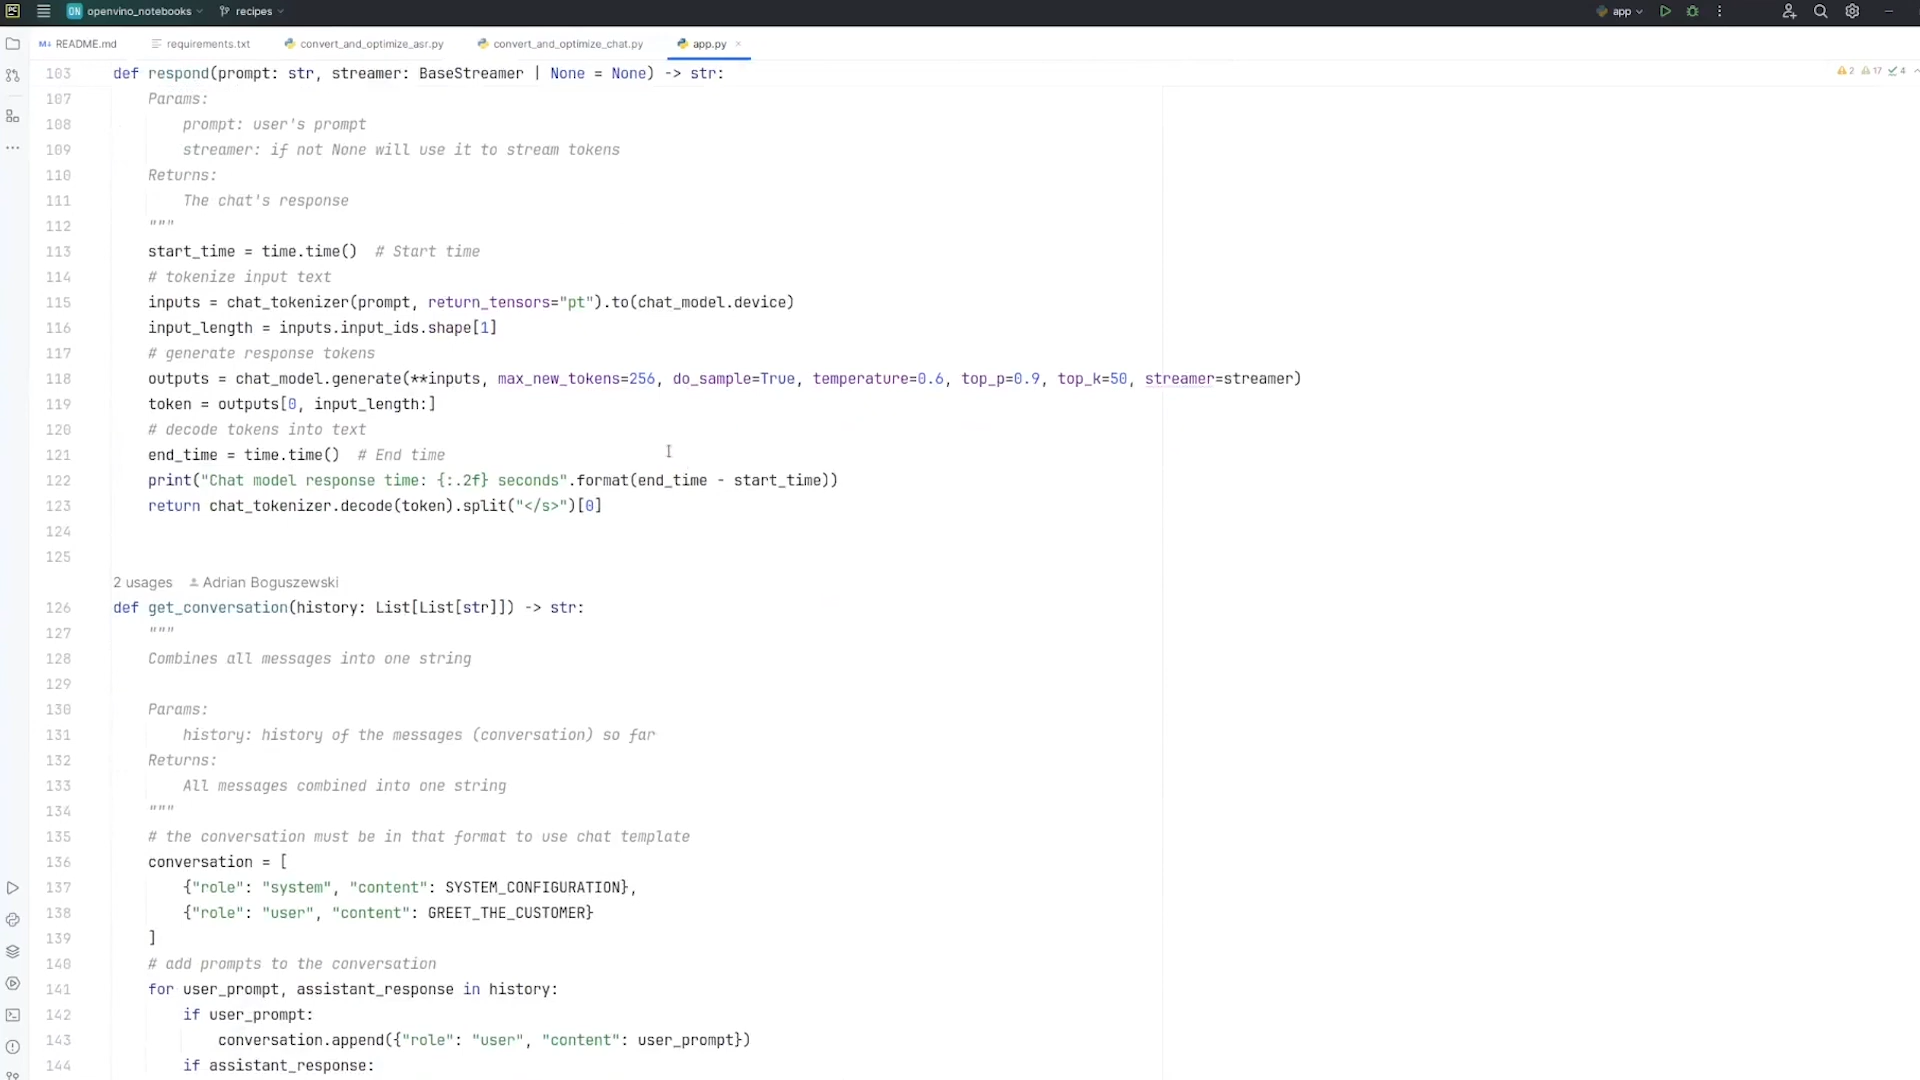 PC ON openvino_notebooks recipes app
README.md requirements.txt convert_and_optimize_asr.py convert_and_optimize_chat.py app.py
2 17 4
103 def respond(prompt: str, streamer: BaseStreamer | None = None) -> str:
107 Params:
108 prompt: user's prompt
109 streamer: if not None will use it to stream tokens
110 Returns:
111 The chat's response
112 """
113 start_time = time.time()  # Start time
114 # tokenize input text
115 inputs = chat_tokenizer(prompt, return_tensors="pt").to(chat_model.device)
116 input_length = inputs.input_ids.shape[1]
117 # generate response tokens
118 outputs = chat_model.generate(**inputs, max_new_tokens=256, do_sample=True, temperature=0.6, top_p=0.9, top_k=50, streamer=streamer)
119 token = outputs[0, input_length:]
120 # decode tokens into text
121 end_time = time.time()  # End time
122 print("Chat model response time: {:.2f} seconds".format(end_time - start_time))
123 return chat_tokenizer.decode(token).split("</s>")[0]
124
125
2 usages Adrian Boguszewski
126 def get_conversation(history: List[List[str]]) -> str:
127 """
128 Combines all messages into one string
129
130 Params:
131 history: history of the messages (conversation) so far
132 Returns:
133 All messages combined into one string
134 """
135 # the conversation must be in that format to use chat template
136 conversation = [
137 {"role": "system", "content": SYSTEM_CONFIGURATION},
138 {"role": "user", "content": GREET_THE_CUSTOMER}
139 ]
140 # add prompts to the conversation
141 for user_prompt, assistant_response in history:
142 if user_prompt:
143 conversation.append({"role": "user", "content": user_prompt})
144 if assistant_response: